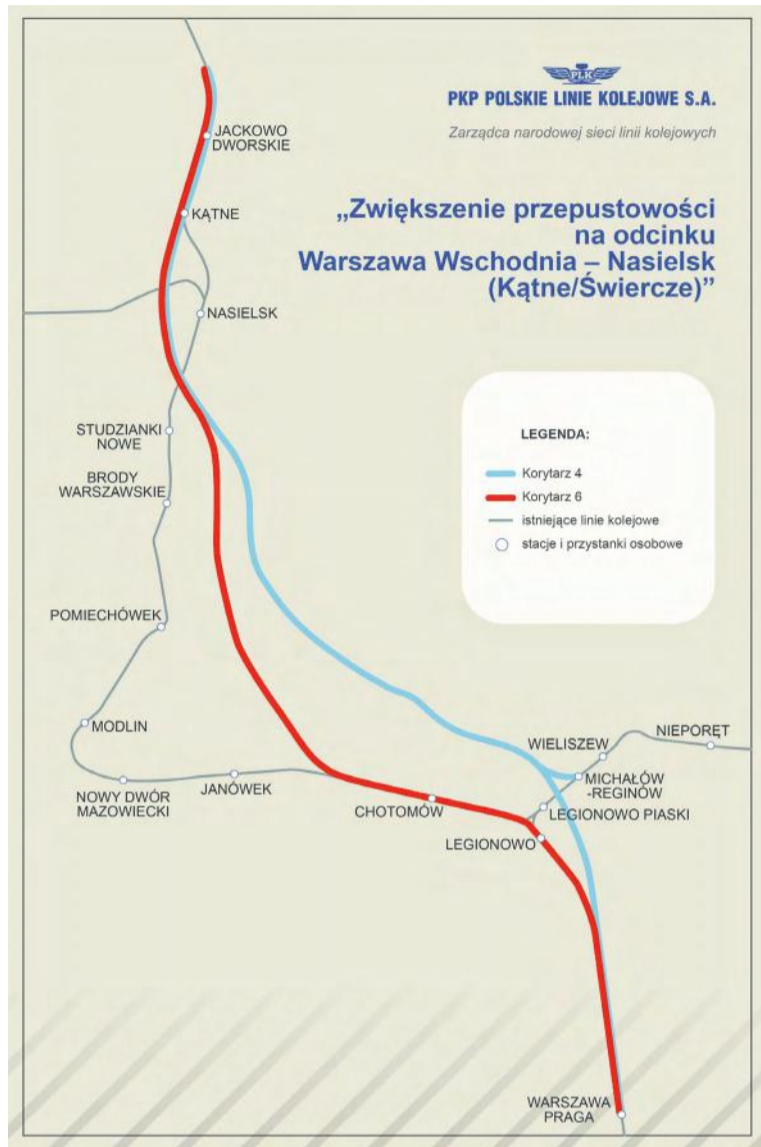 PLK
PKP POLSKIE LINIE KOLEJOWE S.A.
Zarządca narodowej sieci linii kolejowych
„Zwiększenie przepustowości
na odcinku
Warszawa Wschodnia – Nasielsk
(Kątne/Świercze)”
JACKOWO
DWORSKIE
KĄTNE
NASIELSK
STUDZIANKI
NOWE
BRODY
WARSZAWSKIE
LEGENDA:
Korytarz 4
Korytarz 6
istniejące linie kolejowe
stacje i przystanki osobowe
POMIECHÓWEK
MODLIN
NOWY DWÓR
MAZOWIECKI
JANÓWEK
CHOTOMÓW
NIEPORĘT
WIELISZEW
MICHAŁÓW
-REGINÓW
LEGIONOWO PIASKI
LEGIONOWO
WARSZAWA
PRAGA